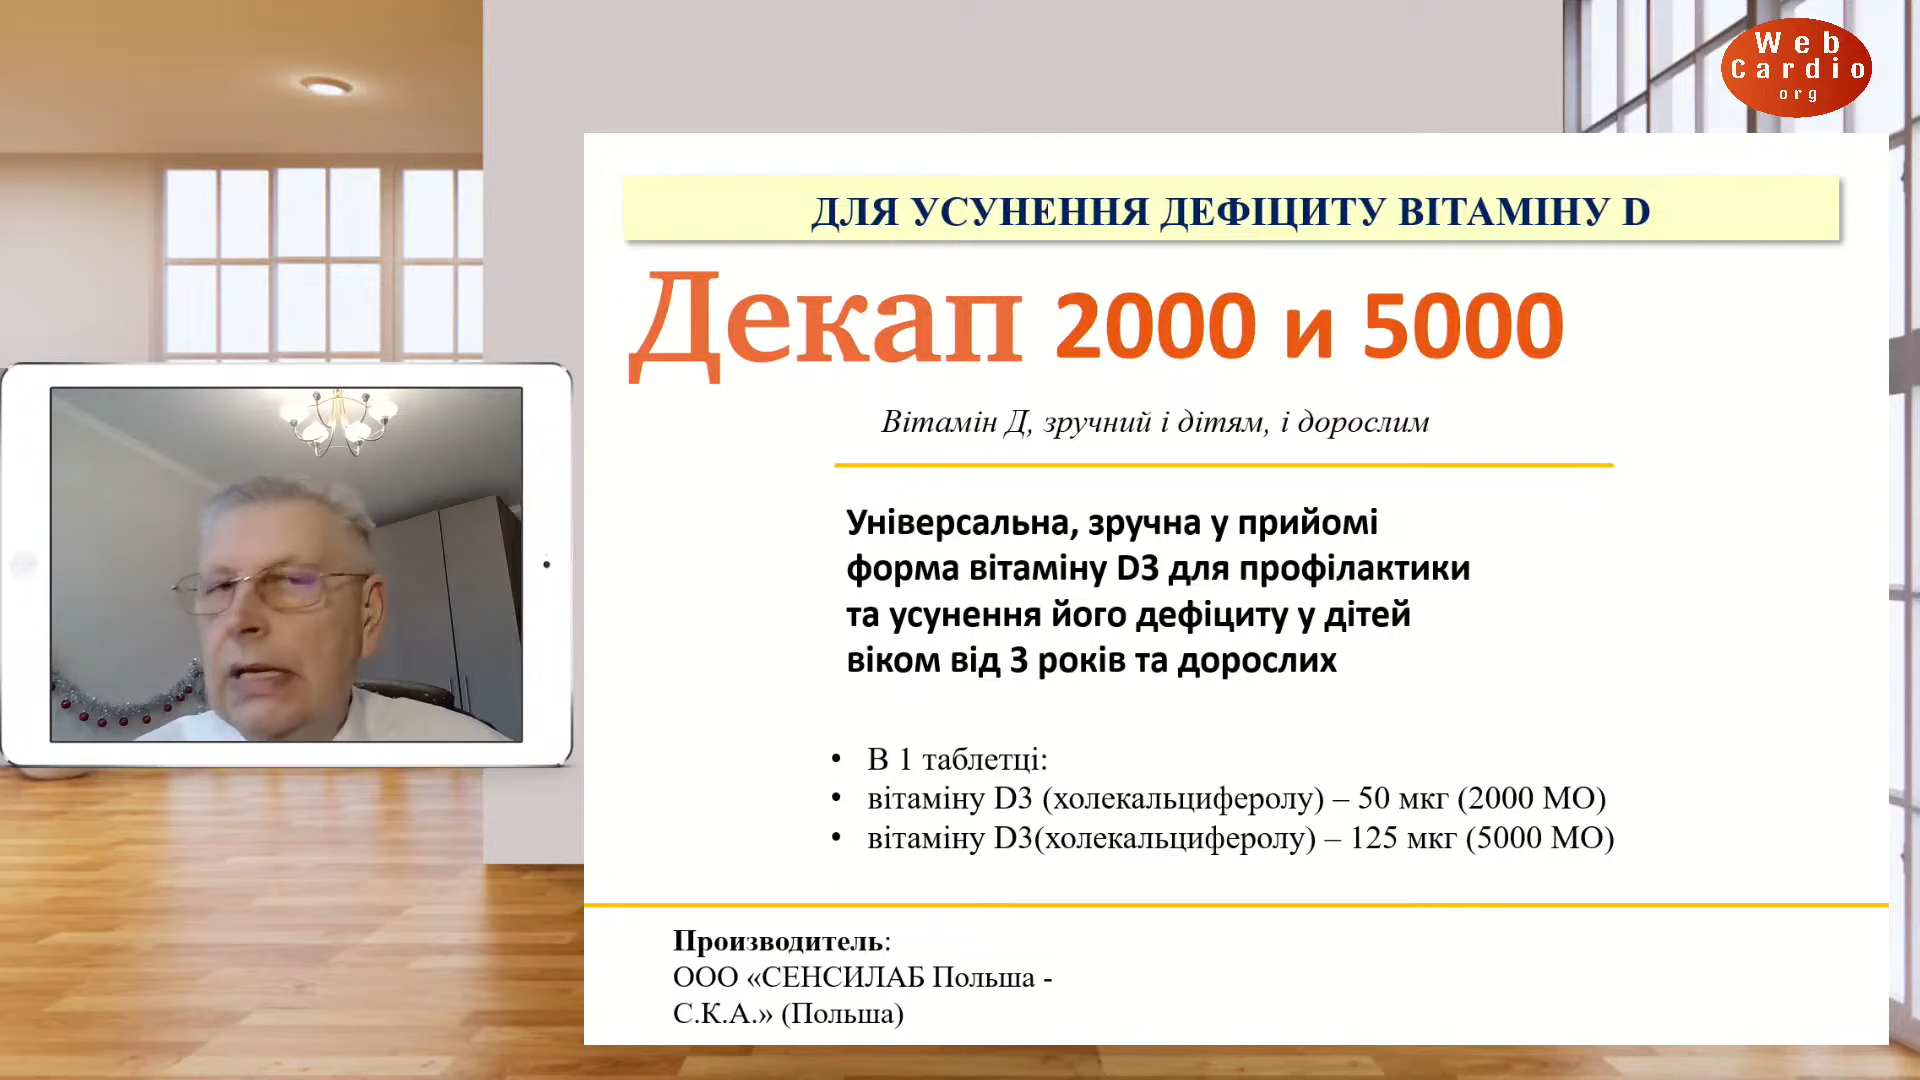 Web
Cardio
org
ДЛЯ УСУНЕННЯ ДЕФІЦИТУ ВІТАМІНУ D
Декап 2000 и 5000
Вітамін Д, зручний і дітям, і дорослим
Універсальна, зручна у прийомі
форма вітаміну D3 для профілактики
та усунення його дефіциту у дітей
віком від 3 років та дорослих
• В 1 таблетці:
• вітаміну D3 (холекальциферолу) – 50 мкг (2000 МО)
• вітаміну D3(холекальциферолу) – 125 мкг (5000 МО)
Производитель:
ООО «СЕНСИЛАБ Польша -
С.К.А.» (Польша)